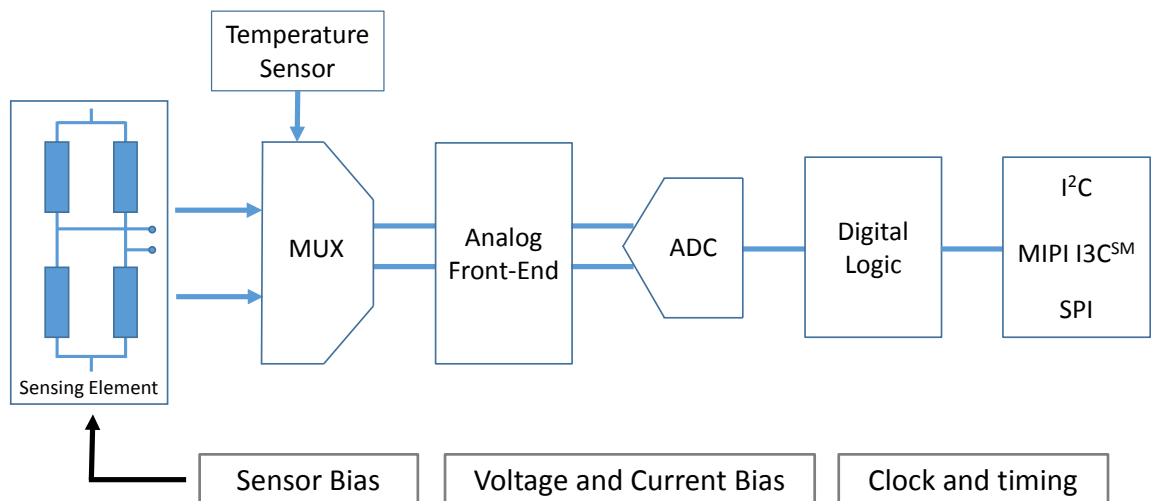 Temperature
Sensor
Sensing Element
MUX
Analog
Front-End
ADC
Digital
Logic
I²C
MIPI I3C℠
SPI
Sensor Bias
Voltage and Current Bias
Clock and timing